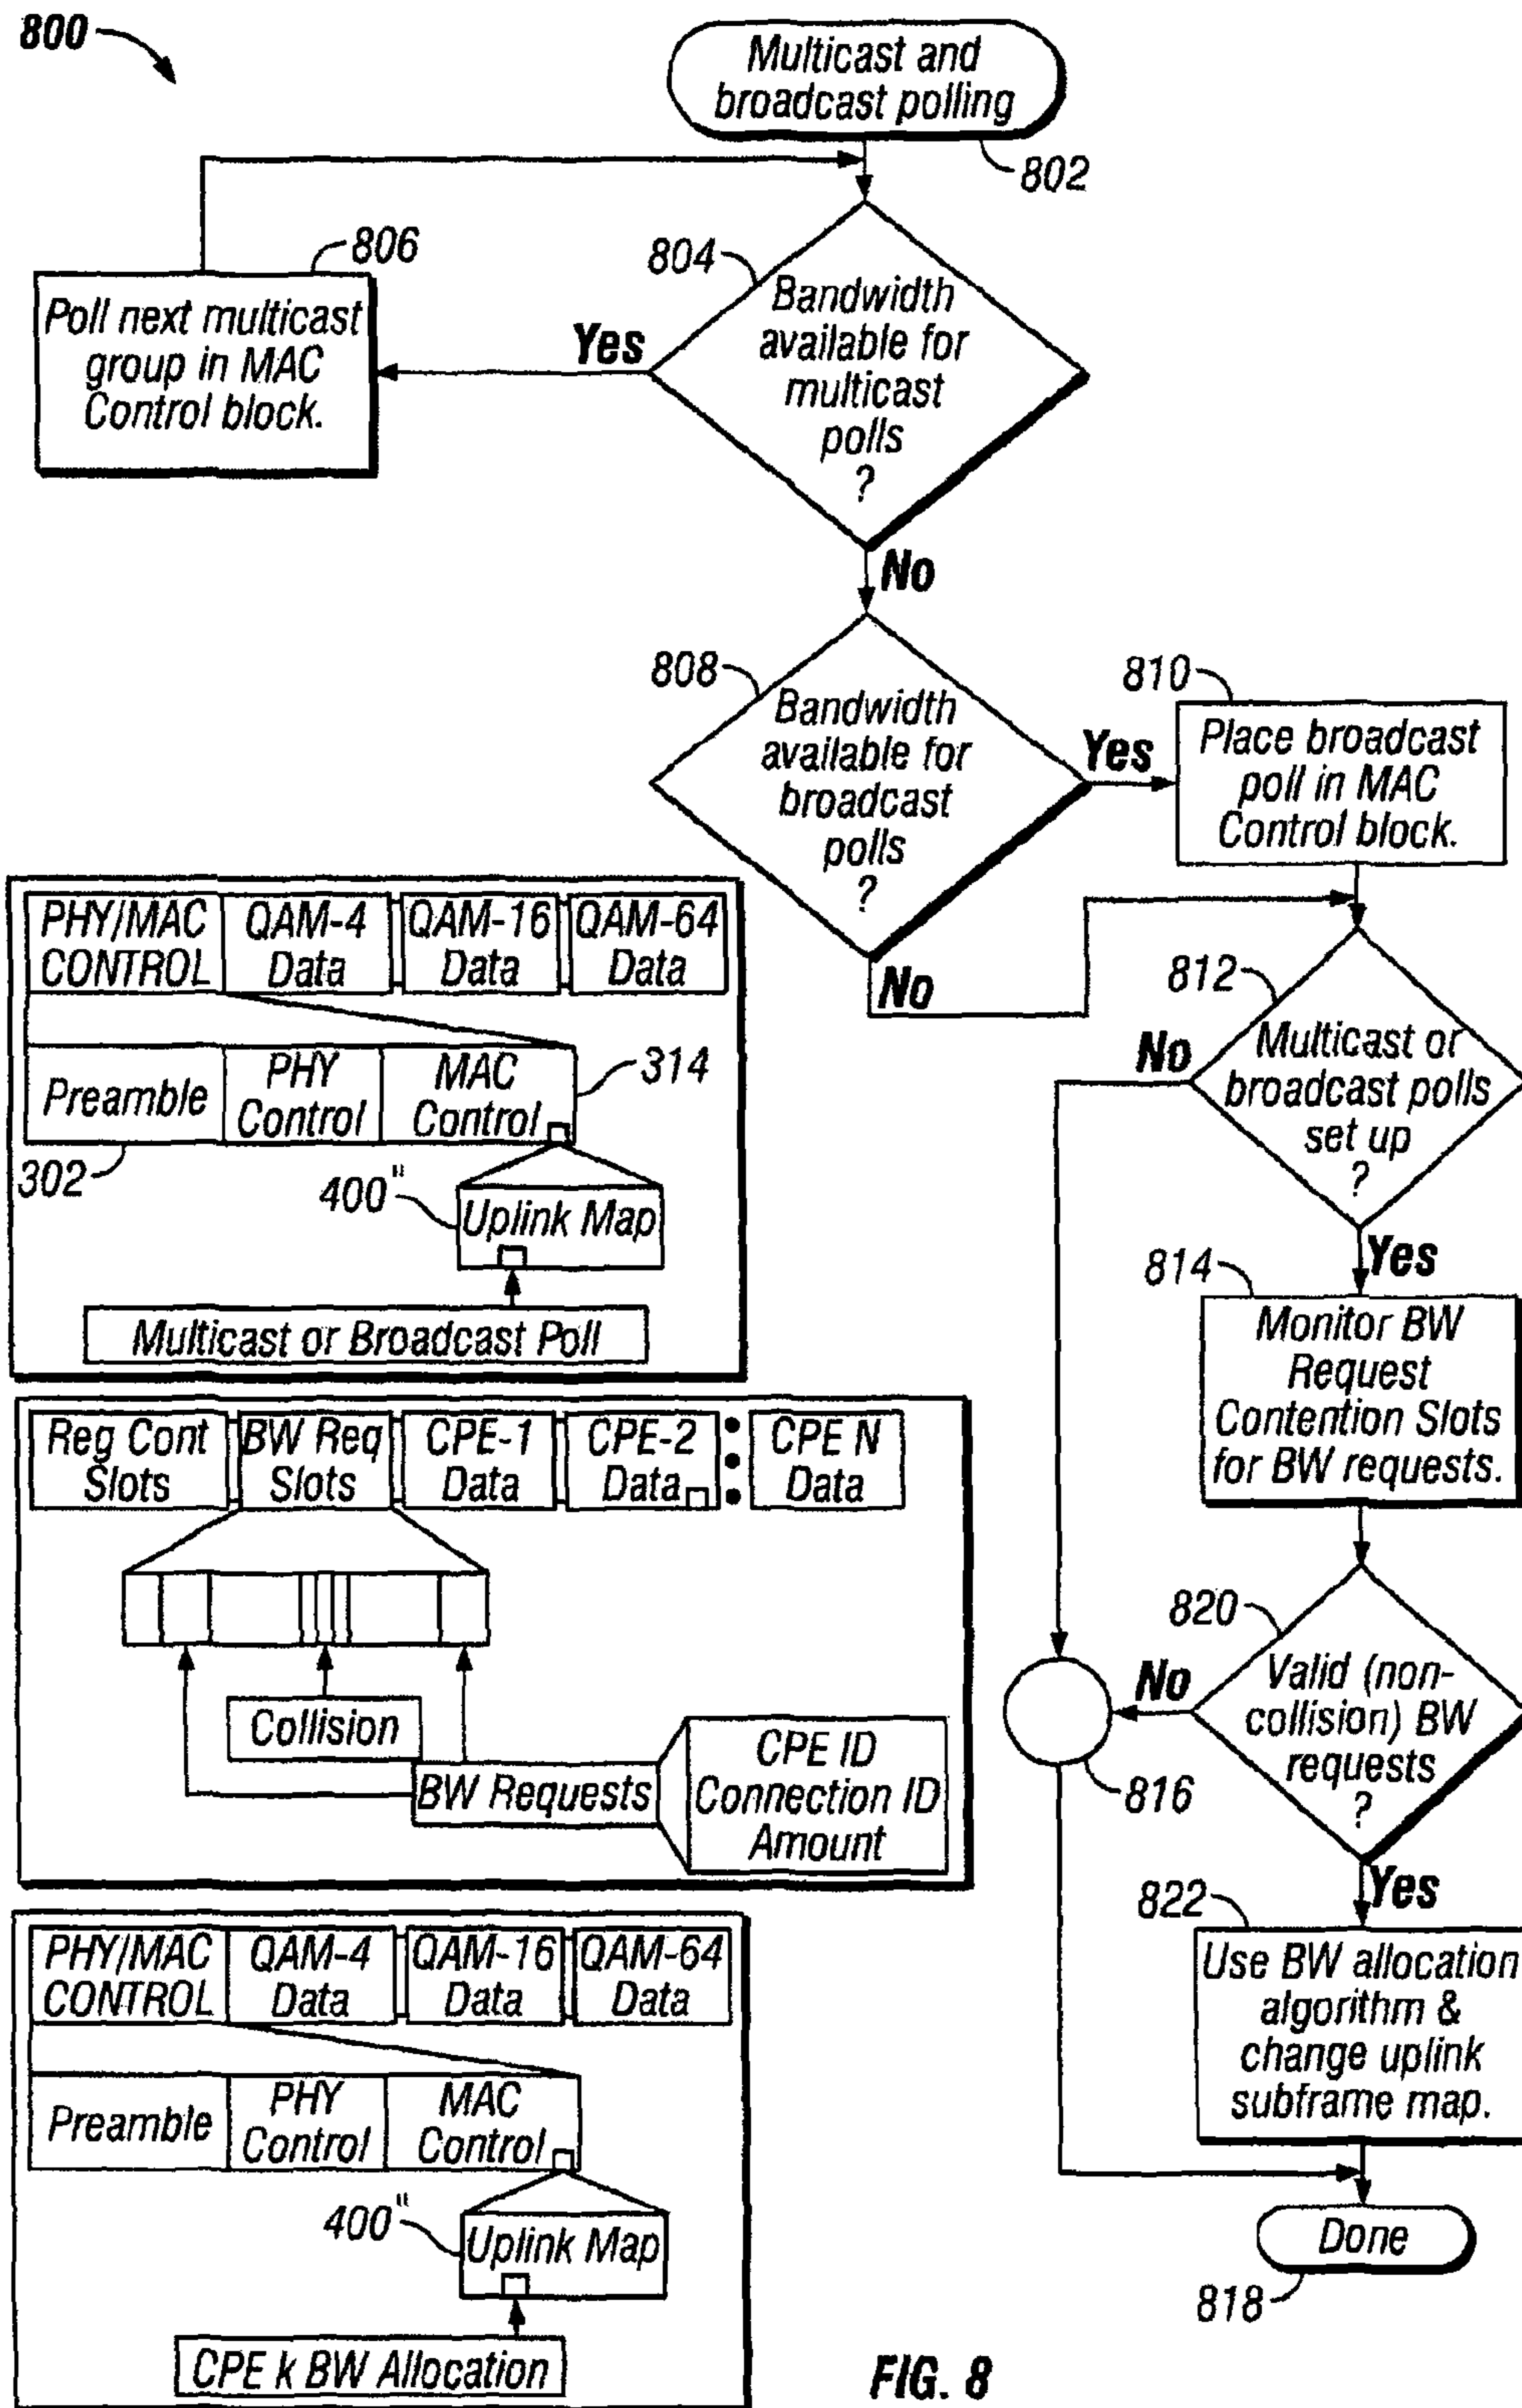 800
Multicast and
broadcast polling
802
806
Poll next multicast
group in MAC
Control block.
804
Bandwidth
available for
multicast
polls
?
Yes
No
808
Bandwidth
available for
broadcast
polls
?
Yes
No
810
Place broadcast
poll in MAC
Control block.
812
Multicast or
broadcast polls
set up
?
No
Yes
814
Monitor BW
Request
Contention Slots
for BW requests.
820
Valid (non-
collision) BW
requests
?
No
816
Yes
822
Use BW allocation
algorithm &
change uplink
subframe map.
Done
818
PHY/MAC
CONTROL
QAM-4
Data
QAM-16
Data
QAM-64
Data
Preamble
PHY
Control
MAC
Control
314
302
400"
Uplink Map
Multicast or Broadcast Poll
Reg Cont
Slots
BW Req
Slots
CPE-1
Data
CPE-2
Data
CPE N
Data
Collision
BW Requests
CPE ID
Connection ID
Amount
PHY/MAC
CONTROL
QAM-4
Data
QAM-16
Data
QAM-64
Data
Preamble
PHY
Control
MAC
Control
400"
Uplink Map
CPE k BW Allocation
FIG. 8